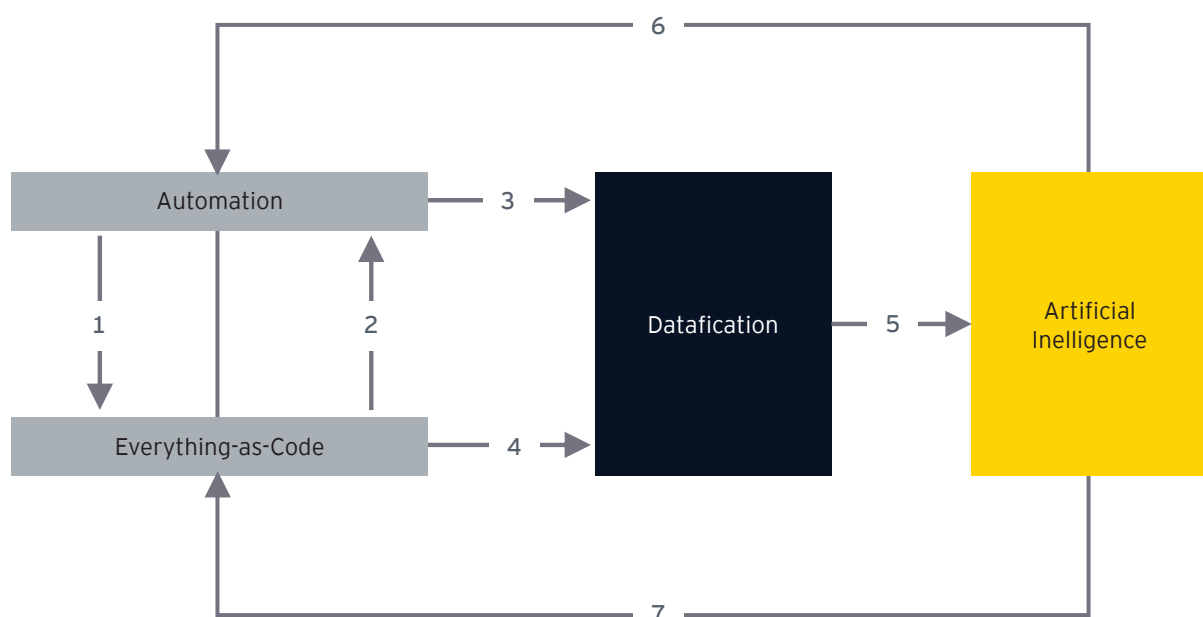 6
Automation
3
1
2
Datafication
5
Artificial
Inelligence
Everything-as-Code
4
7